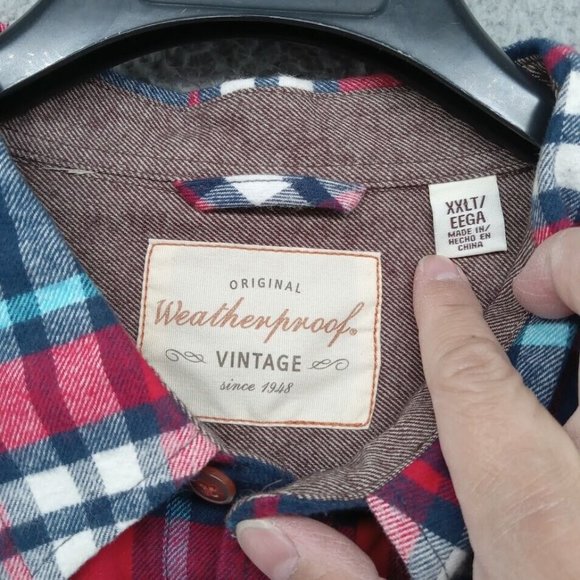 ORIGINAL
Weatherproof®
VINTAGE
since 1948
XXLT/
EEGA
MADE IN/
HECHO EN
CHINA